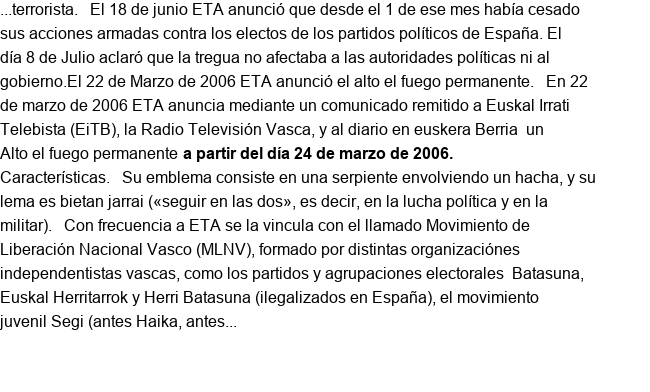 ...terrorista.   El 18 de junio ETA anunció que desde el 1 de ese mes había cesado
sus acciones armadas contra los electos de los partidos políticos de España. El
día 8 de Julio aclaró que la tregua no afectaba a las autoridades políticas ni al
gobierno.El 22 de Marzo de 2006 ETA anunció el alto el fuego permanente.   En 22
de marzo de 2006 ETA anuncia mediante un comunicado remitido a Euskal Irrati
Telebista (EiTB), la Radio Televisión Vasca, y al diario en euskera Berria  un
Alto el fuego permanente a partir del día 24 de marzo de 2006.
Características.   Su emblema consiste en una serpiente envolviendo un hacha, y su
lema es bietan jarrai («seguir en las dos», es decir, en la lucha política y en la
militar).   Con frecuencia a ETA se la vincula con el llamado Movimiento de
Liberación Nacional Vasco (MLNV), formado por distintas organizaciónes
independentistas vascas, como los partidos y agrupaciones electorales  Batasuna,
Euskal Herritarrok y Herri Batasuna (ilegalizados en España), el movimiento
juvenil Segi (antes Haika, antes...